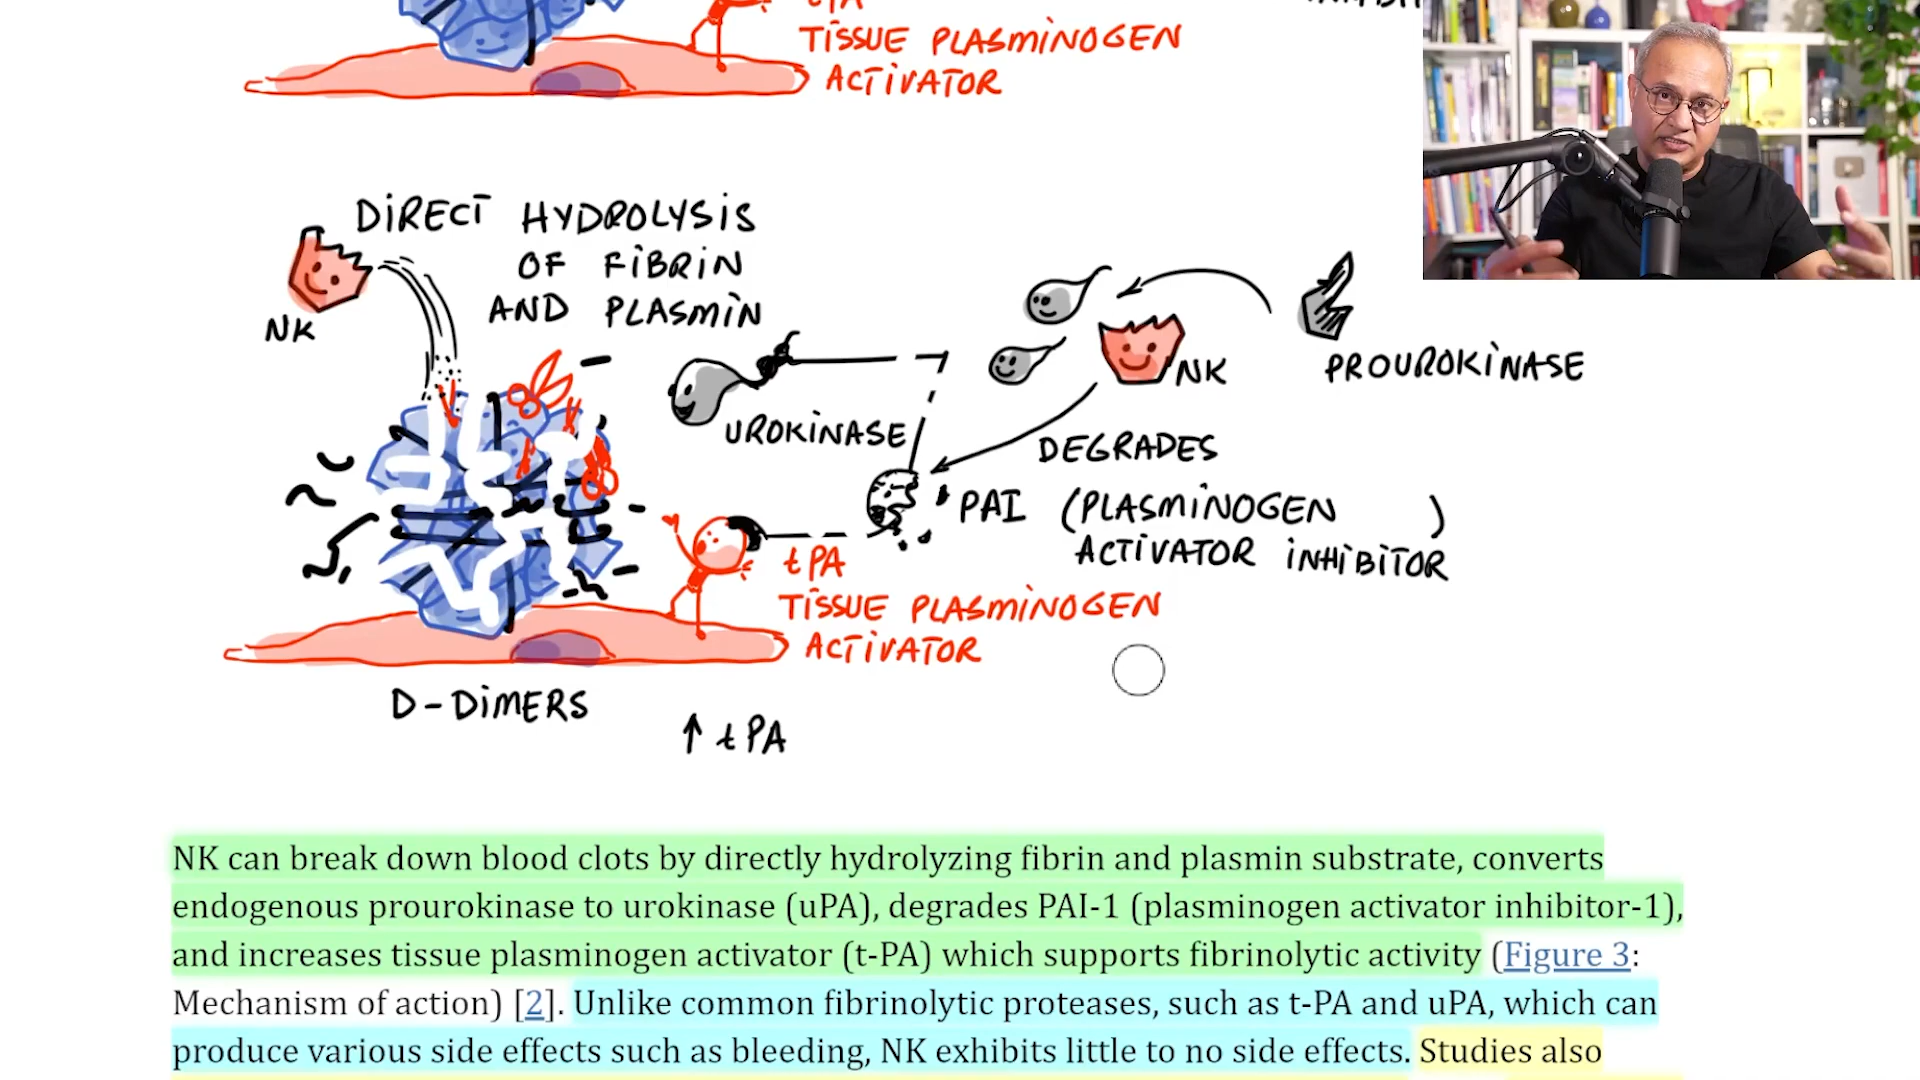 tPA
TISSUE PLASMINOGEN
ACTIVATOR
DIRECT HYDROLYSIS
OF FIBRIN
AND PLASMIN
NK
UROKINASE
NK
PROUROKINASE
DEGRADES
PAI (PLASMINOGEN )
ACTIVATOR INHIBITOR
tPA
TISSUE PLASMINOGEN
ACTIVATOR
D-DIMERS
↑ tPA
NK can break down blood clots by directly hydrolyzing fibrin and plasmin substrate, converts
endogenous prourokinase to urokinase (uPA), degrades PAI-1 (plasminogen activator inhibitor-1),
and increases tissue plasminogen activator (t-PA) which supports fibrinolytic activity (Figure 3:
Mechanism of action) [2]. Unlike common fibrinolytic proteases, such as t-PA and uPA, which can
produce various side effects such as bleeding, NK exhibits little to no side effects. Studies also